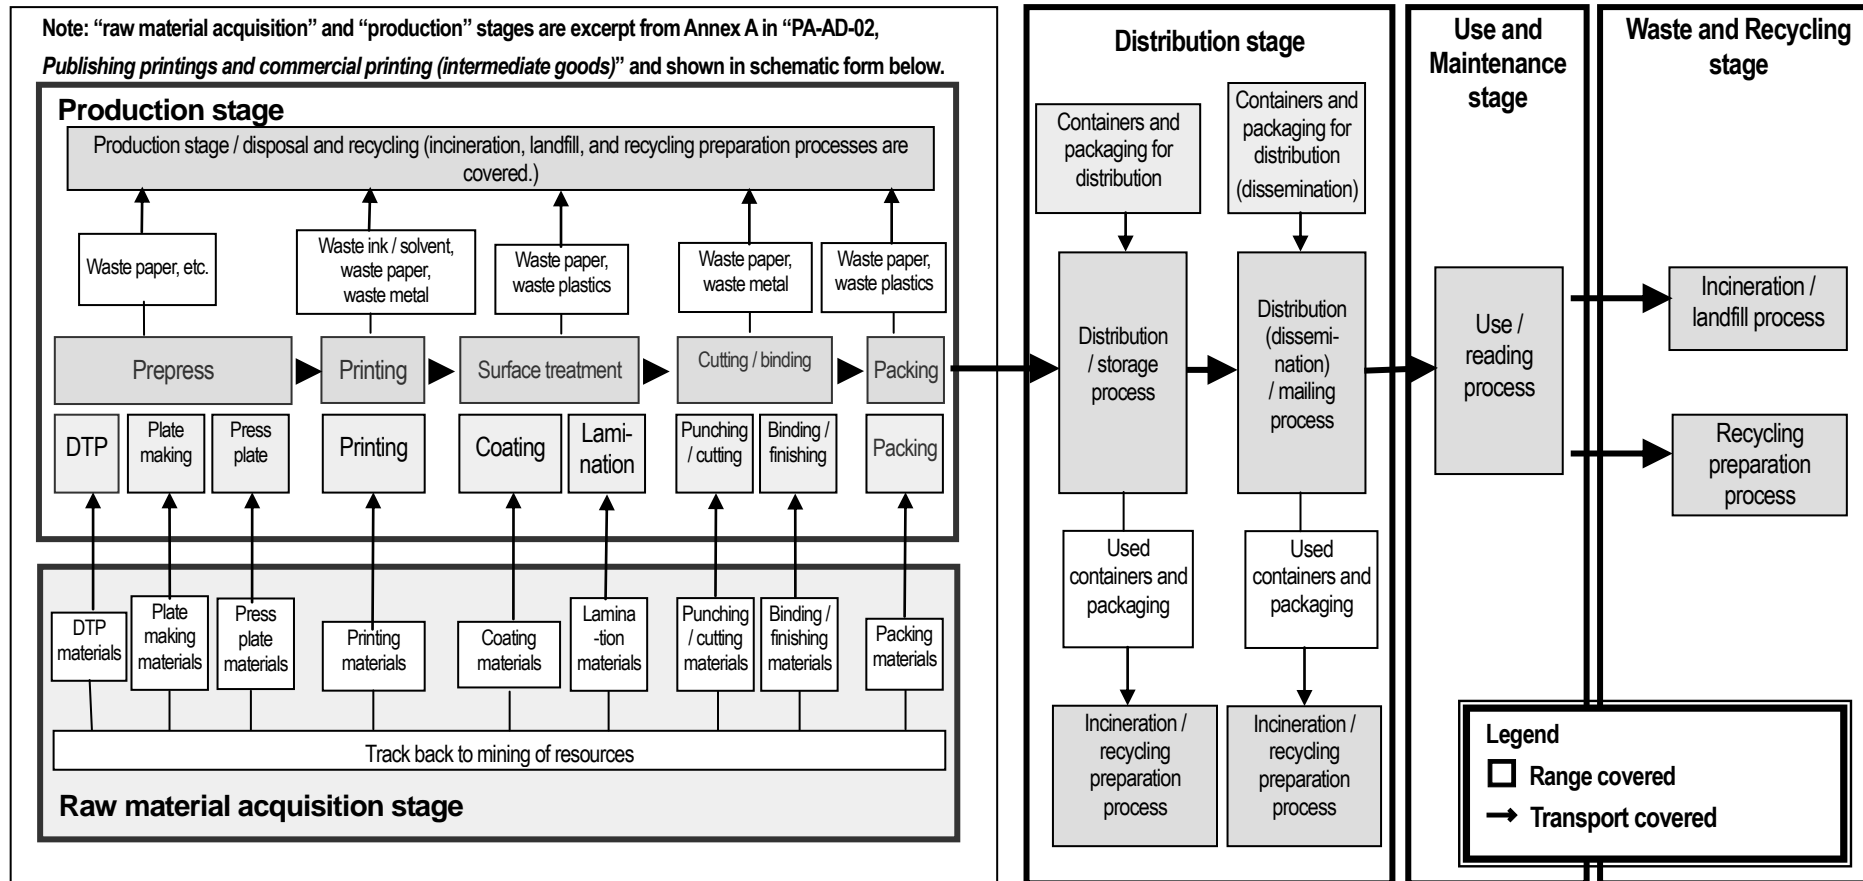 Note: “raw material acquisition” and “production” stages are excerpt from Annex A in “PA-AD-02,
Publishing printings and commercial printing (intermediate goods)” and shown in schematic form below.
Production stage
Production stage / disposal and recycling (incineration, landfill, and recycling preparation processes are
covered.)
Waste paper, etc.
Waste ink / solvent,
waste paper,
waste metal
Waste paper,
waste plastics
Waste paper,
waste metal
Waste paper,
waste plastics
Prepress
Printing
Surface treatment
Cutting / binding
Packing
DTP
Plate
making
Press
plate
Printing
Coating
Lami-
nation
Punching
/ cutting
Binding /
finishing
Packing
DTP
materials
Plate
making
materials
Press
plate
materials
Printing
materials
Coating
materials
Lamina
-tion
materials
Punching
/ cutting
materials
Binding /
finishing
materials
Packing
materials
Track back to mining of resources
Raw material acquisition stage
Distribution stage
Containers and
packaging for
distribution
Containers and
packaging for
distribution
(dissemination)
Distribution
/ storage
process
Distribution
(dissemi-
nation)
/ mailing
process
Used
containers and
packaging
Used
containers and
packaging
Incineration /
recycling
preparation
process
Incineration /
recycling
preparation
process
Use and
Maintenance
stage
Use /
reading
process
Waste and Recycling
stage
Incineration /
landfill process
Recycling
preparation
process
Legend
Range covered
Transport covered